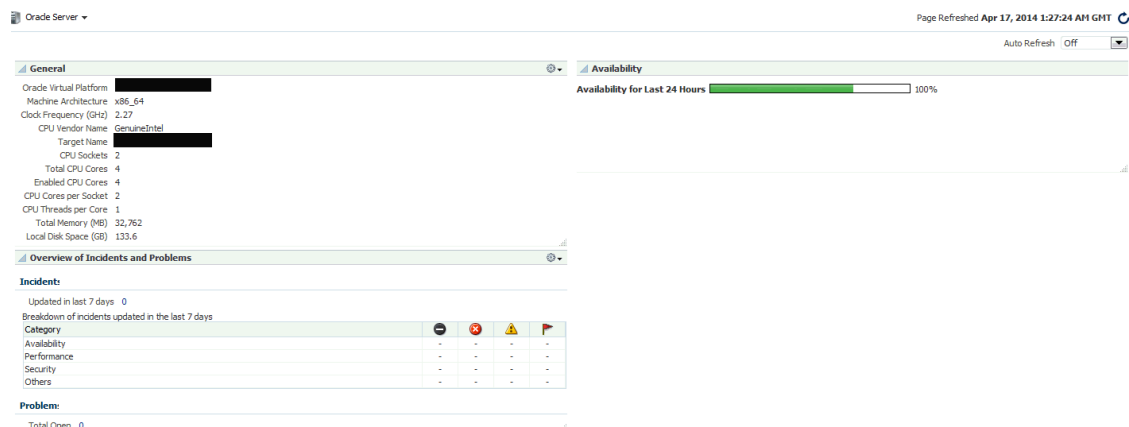 Oracle Server
Page Refreshed Apr 17, 2014 1:27:24 AM GMT
Auto Refresh Off
General
Oracle Virtual Platform
Machine Architecture x86_64
Clock Frequency (GHz) 2.27
CPU Vendor Name GenuineIntel
Target Name
CPU Sockets 2
Total CPU Cores 4
Enabled CPU Cores 4
CPU Cores per Socket 2
CPU Threads per Core 1
Total Memory (MB) 32,762
Local Disk Space (GB) 133.6
Availability
Availability for Last 24 Hours 100%
Overview of Incidents and Problems
Incident:
Updated in last 7 days 0
Breakdown of incidents updated in the last 7 days
Category
Availability - - - -
Performance - - - -
Security - - - -
Others - - - -
Problem:
Total Open 0